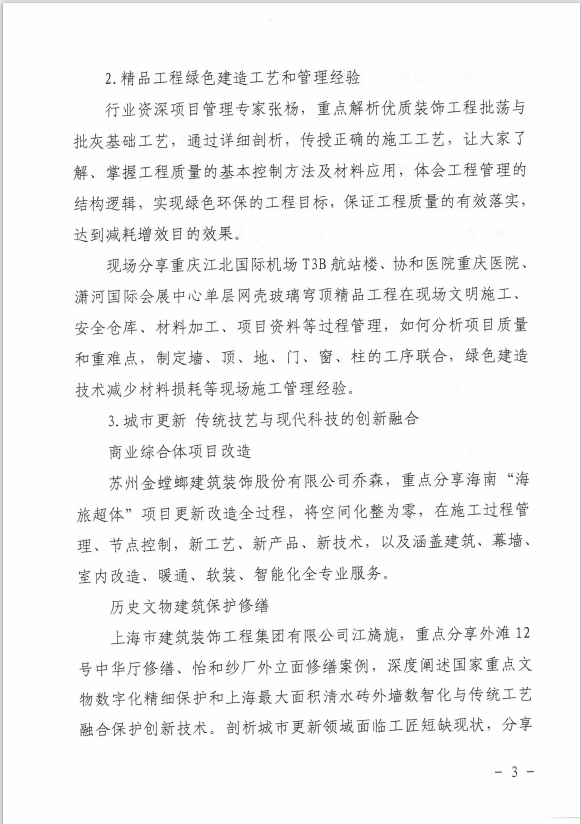 2.精品工程绿色建造工艺和管理经验
行业资深项目管理专家张杨，重点解析优质装饰工程批荡与
批灰基础工艺，通过详细剖析，传授正确的施工工艺，让大家了
解、掌握工程质量的基本控制方法及材料应用，体会工程管理的
结构逻辑，实现绿色环保的工程目标，保证工程质量的有效落实，
达到减耗增效目的效果。
现场分享重庆江北国际机场 T3B 航站楼、协和医院重庆医院、
潇河国际会展中心单层网壳玻璃穹顶精品工程在现场文明施工、
安全仓库、材料加工、项目资料等过程管理，如何分析项目质量
和重难点，制定墙、顶、地、门、窗、柱的工序联合，绿色建造
技术减少材料损耗等现场施工管理经验。
3.城市更新 传统技艺与现代科技的创新融合
商业综合体项目改造
苏州金螳螂建筑装饰股份有限公司乔森，重点分享海南“海
旅超体”项目更新改造全过程，将空间化整为零，在施工过程管
理、节点控制，新工艺、新产品、新技术，以及涵盖建筑、幕墙、
室内改造、暖通、软装、智能化全专业服务。
历史文物建筑保护修缮
上海市建筑装饰工程集团有限公司江旖旎，重点分享外滩 12
号中华厅修缮、怡和纱厂外立面修缮案例，深度阐述国家重点文
物数字化精细保护和上海最大面积清水砖外墙数智化与传统工艺
融合保护创新技术。剖析城市更新领域面临工匠短缺现状，分享
- 3 -